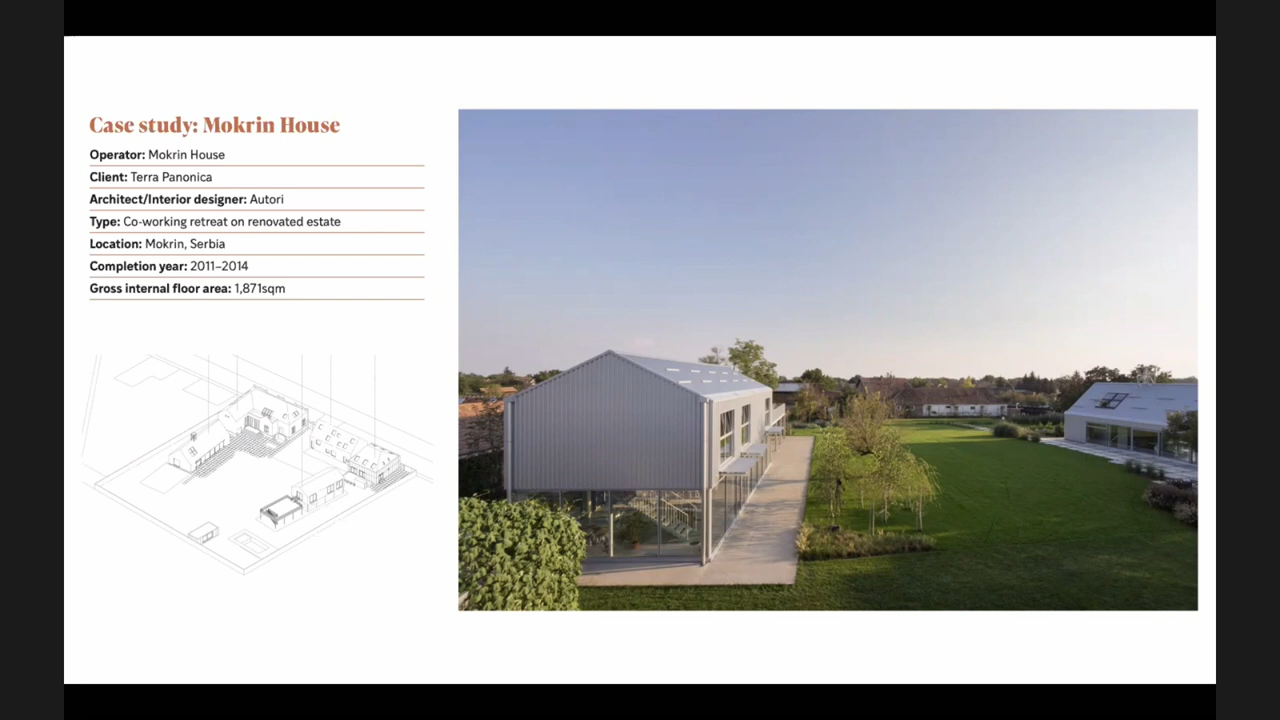 Case study: Mokrin House
Operator: Mokrin House
Client: Terra Panonica
Architect/Interior designer: Autori
Type: Co-working retreat on renovated estate
Location: Mokrin, Serbia
Completion year: 2011–2014
Gross internal floor area: 1,871sqm